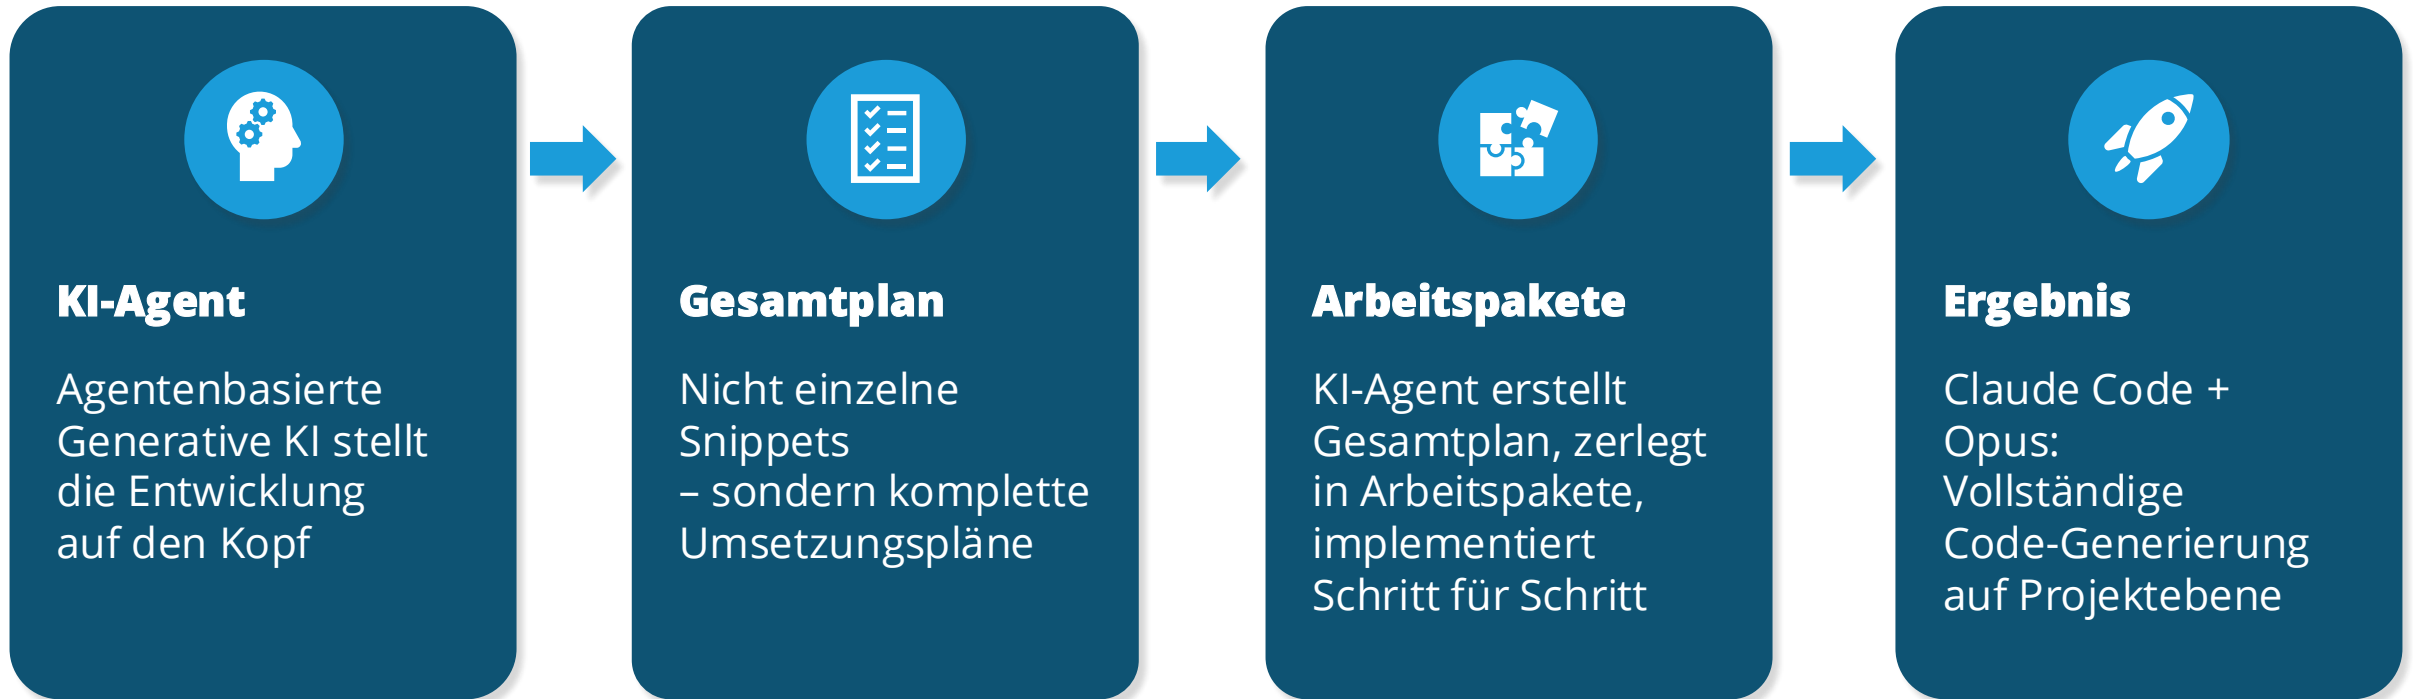 KI-Agent
Agentenbasierte
Generative KI stellt
die Entwicklung
auf den Kopf
Gesamtplan
Nicht einzelne
Snippets
– sondern komplette
Umsetzungspläne
Arbeitspakete
KI-Agent erstellt
Gesamtplan, zerlegt
in Arbeitspakete,
implementiert
Schritt für Schritt
Ergebnis
Claude Code +
Opus:
Vollständige
Code-Generierung
auf Projektebene